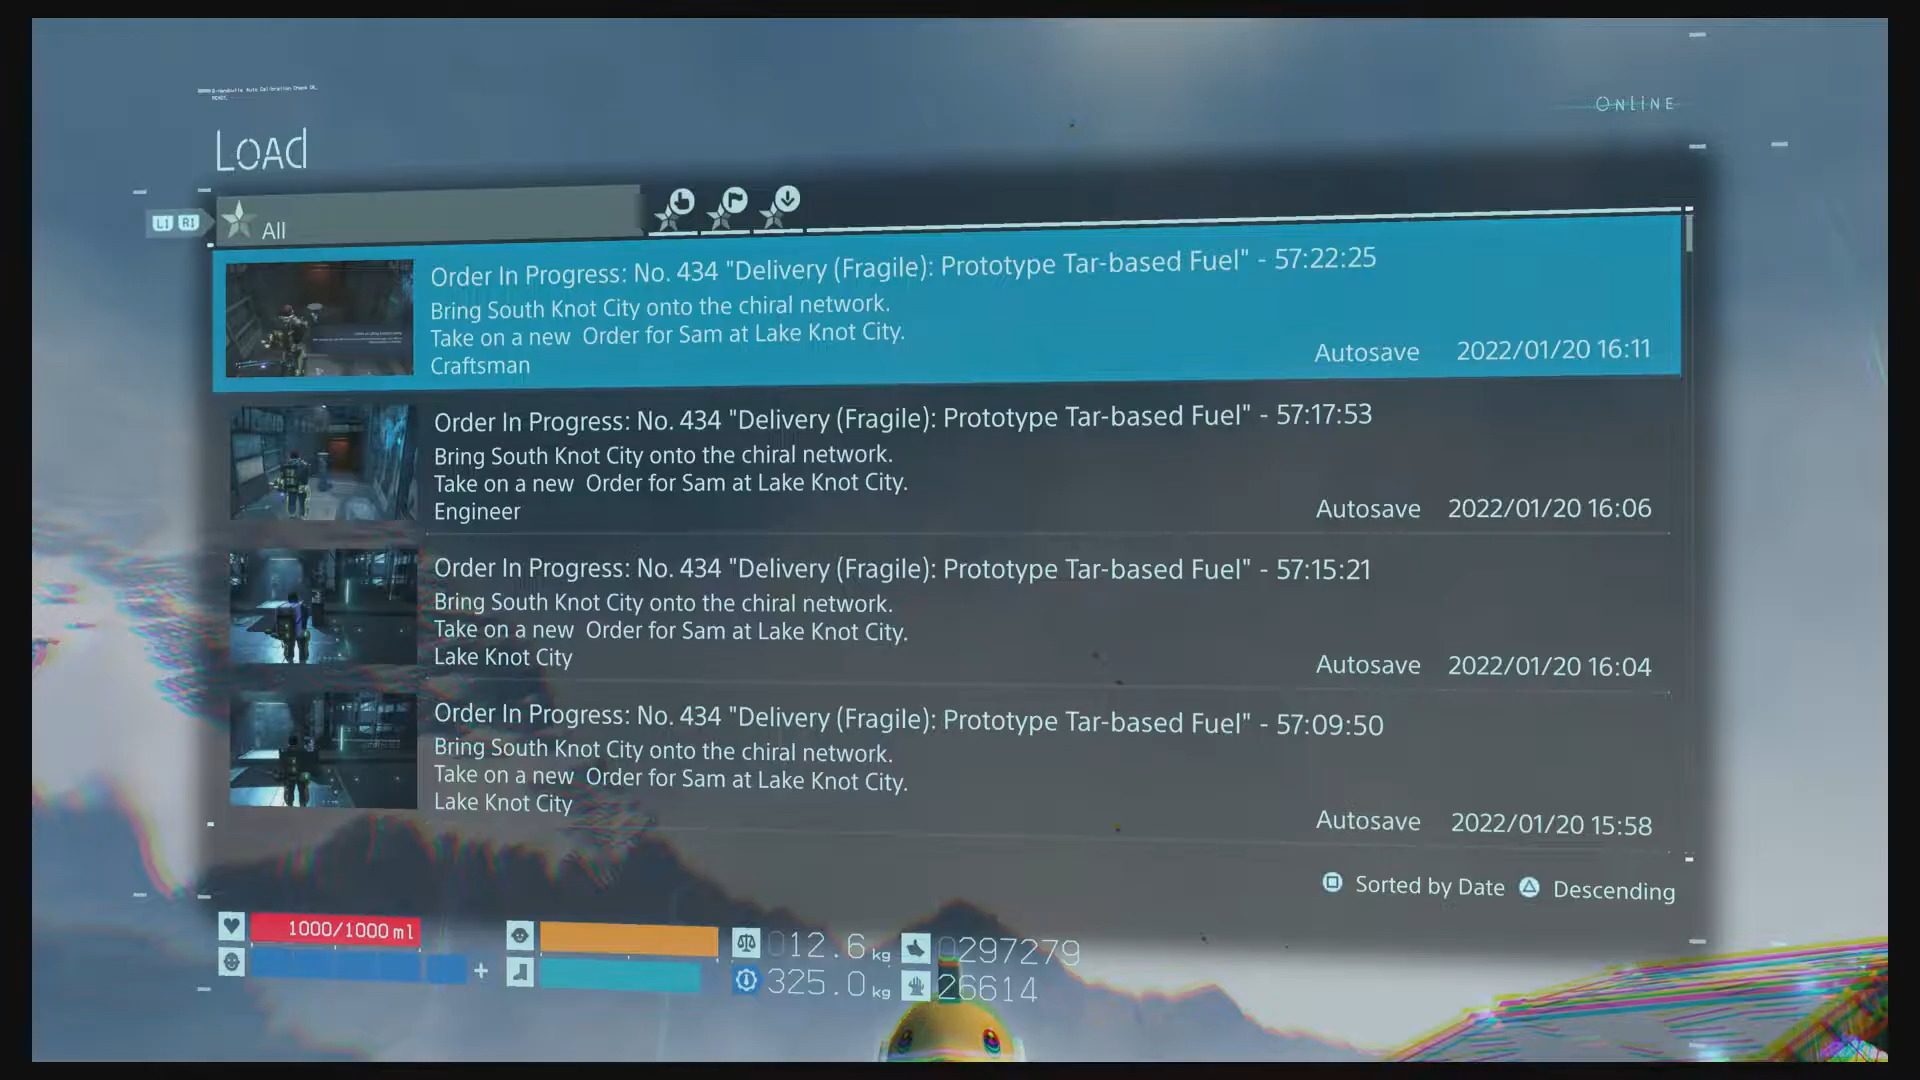 ONLINE
LOAD
L1 R1
All
Order In Progress: No. 434 "Delivery (Fragile): Prototype Tar-based Fuel" - 57:22:25
Bring South Knot City onto the chiral network.
Take on a new Order for Sam at Lake Knot City.
Craftsman
Autosave 2022/01/20 16:11
Order In Progress: No. 434 "Delivery (Fragile): Prototype Tar-based Fuel" - 57:17:53
Bring South Knot City onto the chiral network.
Take on a new Order for Sam at Lake Knot City.
Engineer
Autosave 2022/01/20 16:06
Order In Progress: No. 434 "Delivery (Fragile): Prototype Tar-based Fuel" - 57:15:21
Bring South Knot City onto the chiral network.
Take on a new Order for Sam at Lake Knot City.
Lake Knot City
Autosave 2022/01/20 16:04
Order In Progress: No. 434 "Delivery (Fragile): Prototype Tar-based Fuel" - 57:09:50
Bring South Knot City onto the chiral network.
Take on a new Order for Sam at Lake Knot City.
Lake Knot City
Autosave 2022/01/20 15:58
Sorted by Date Descending
1000/1000 ml
012.6 kg
0297279
+
325.0 kg
26614